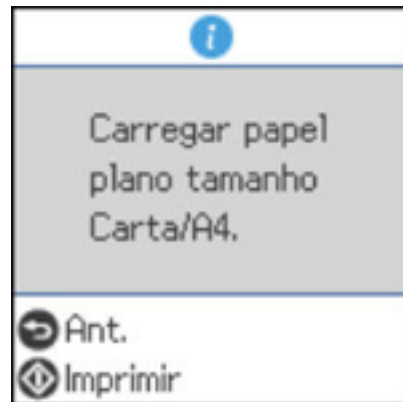 Carregar papel
plano tamanho
Carta/A4.
Ant.
Imprimir